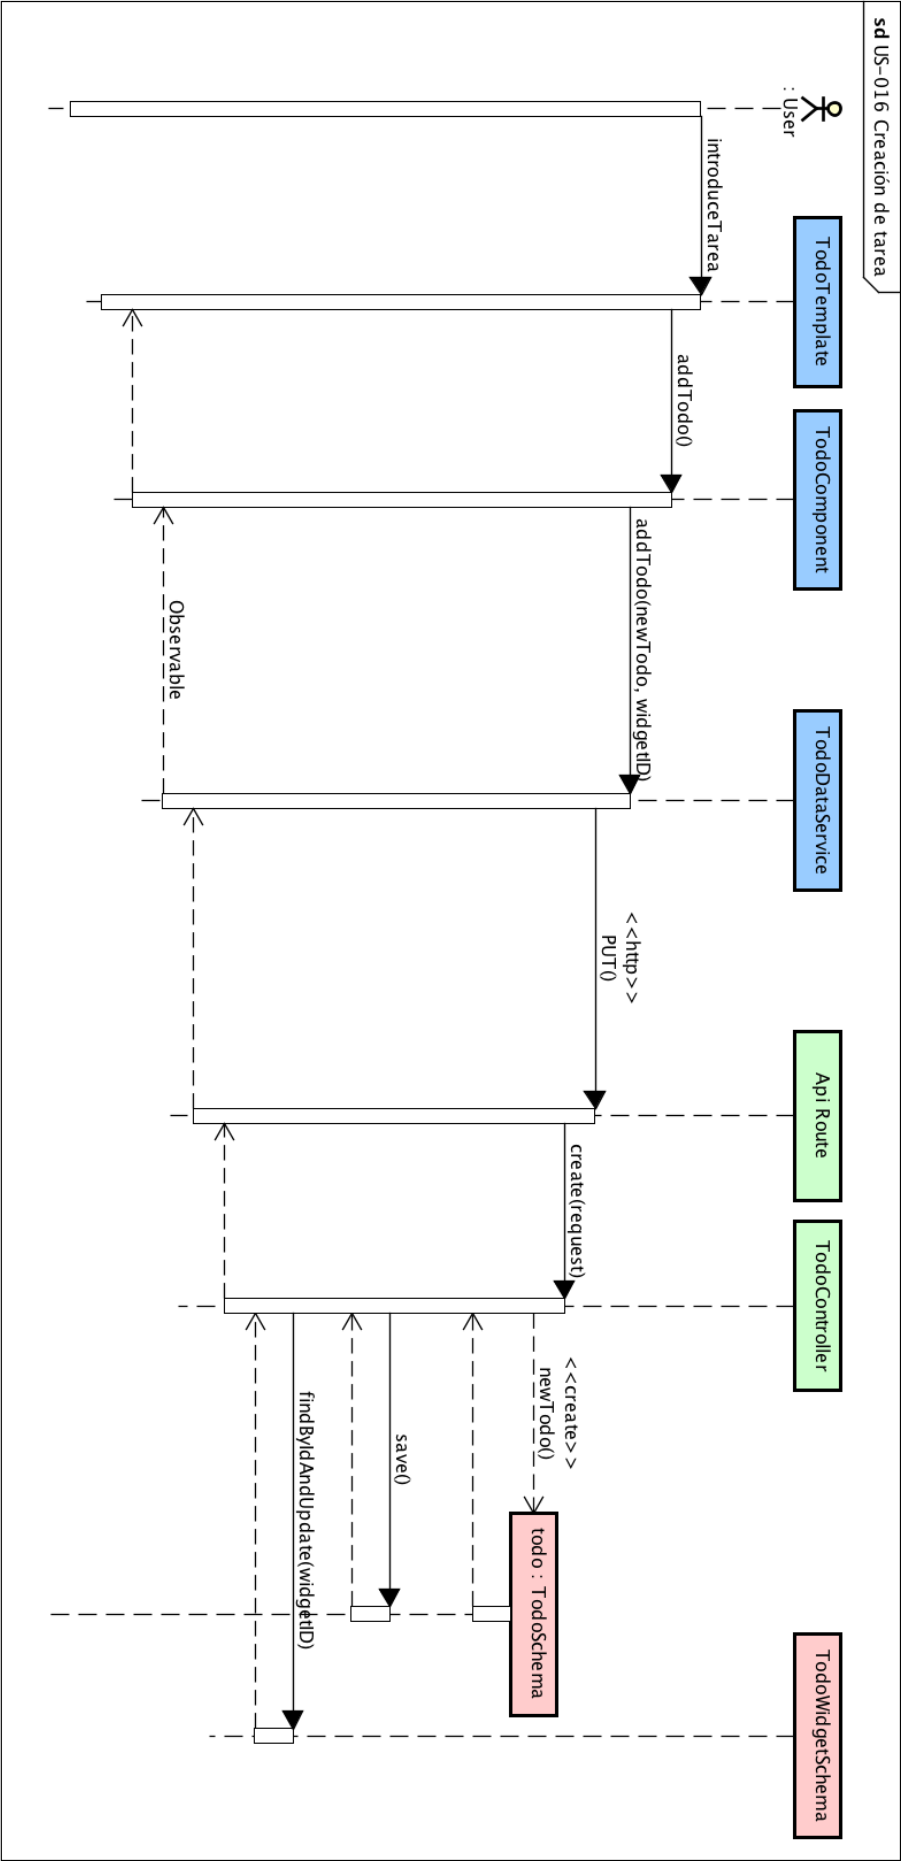 sd US-016 Creación de tarea
: User
TodoTemplate
TodoComponent
TodoDataService
Api Route
TodoController
TodoWidgetSchema
introduceTarea
addTodo()
addTodo(newTodo, widgetID)
<<http>>
PUT()
create(request)
<<create>>
newTodo()
todo : TodoSchema
save()
findByIdAndUpdate(widgetID)
Observable